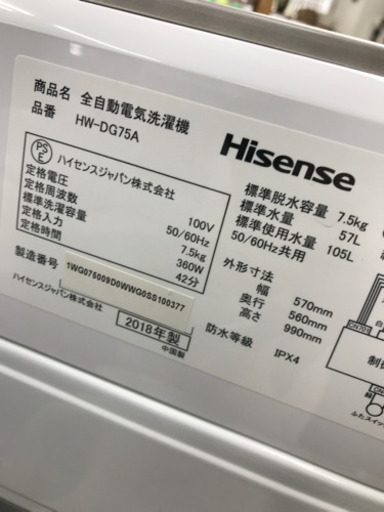 商品名 全自動電気洗濯機
品番 HW-DG75A
Hisense
PS
E
ハイセンスジャパン株式会社
定格電圧 100V
定格周波数 50/60Hz
標準洗濯容量 7.5kg
定格入力 360W
定格時間 42分
製造番号
1WG075009D0WWG0SS100377
ハイセンスジャパン株式会社
2018年製
中国製
標準脱水容量 7.5kg
標準水量 57L
標準使用水量 105L
50/60Hz共用
外形寸法
幅 570mm
奥行 560mm
高さ 990mm
防水等級 IPX4
制御
ふたスイッ